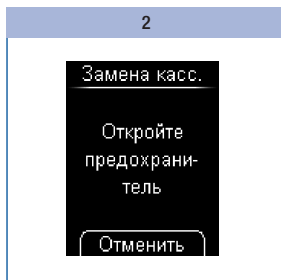 2
Замена касс.
Откройте
предохрани-
тель
Отменить